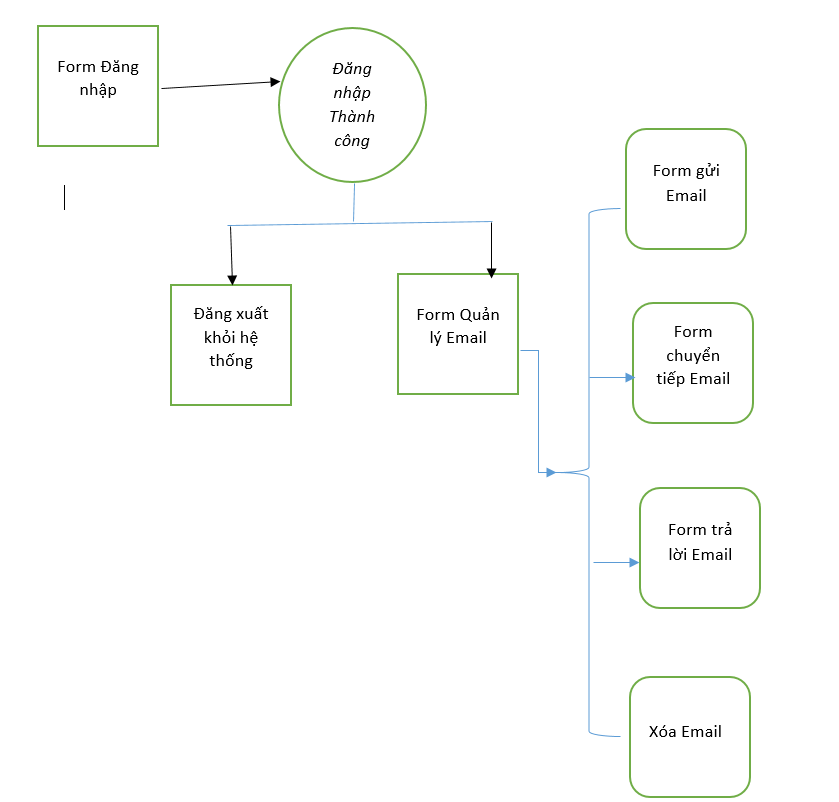 Form Đăng
nhập
Đăng
nhập
Thành
công
Đăng xuất
khỏi hệ
thống
Form Quản
lý Email
Form gửi
Email
Form
chuyển
tiếp Email
Form trả
lời Email
Xóa Email